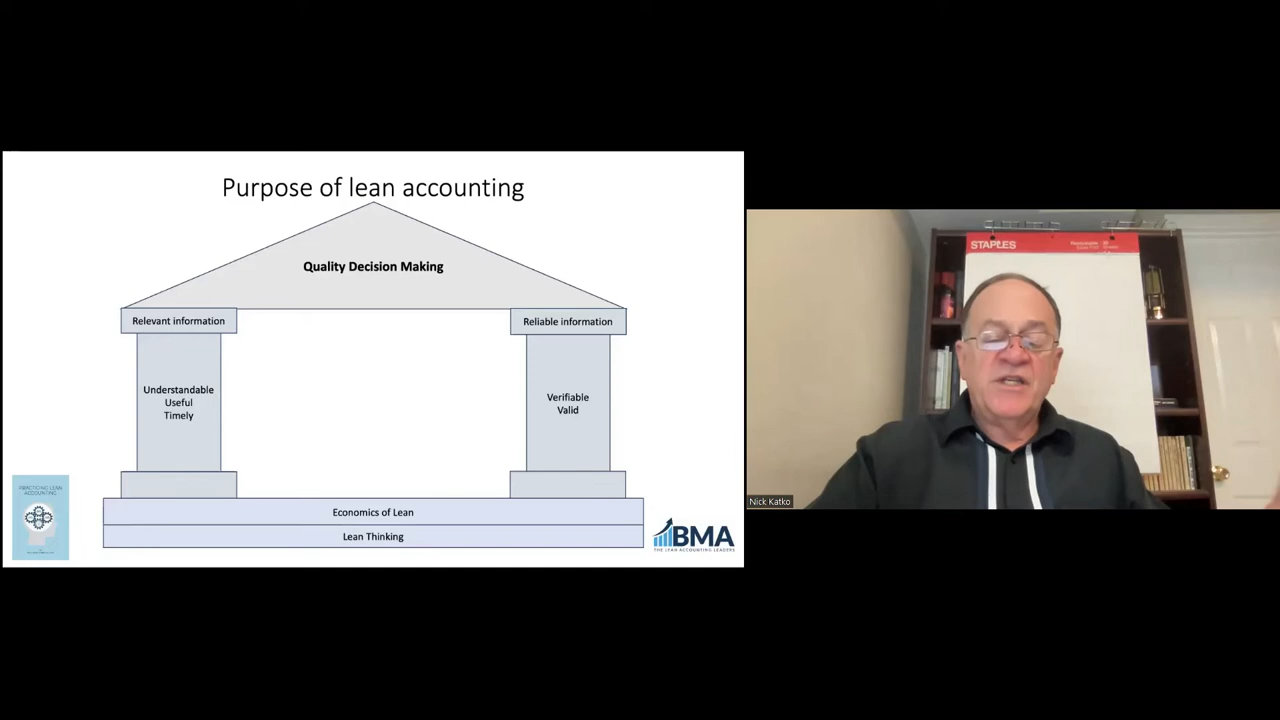 Purpose of lean accounting
Quality Decision Making
Relevant information
Reliable information
Understandable
Useful
Timely
Verifiable
Valid
Economics of Lean
Lean Thinking
PRACTICING LEAN
ACCOUNTING
BMA
THE LEAN ACCOUNTING LEADERS
STAPLES
Nick Katko